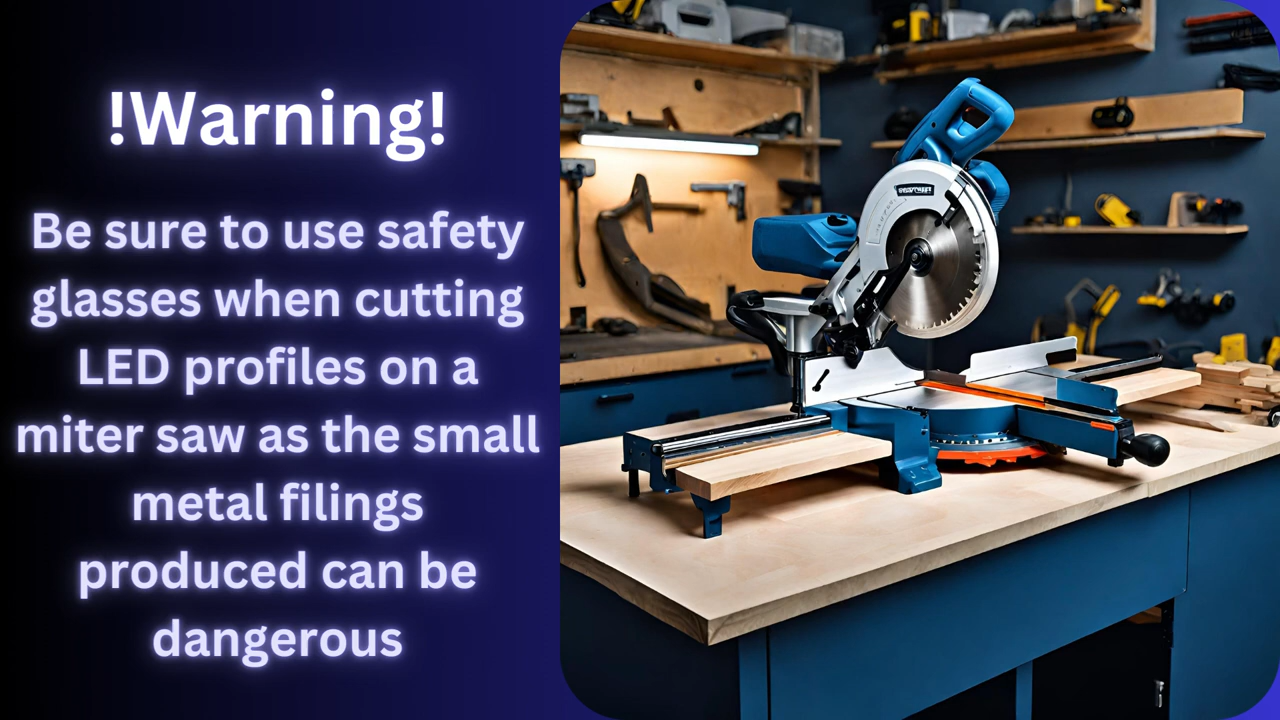 !Warning!
Be sure to use safety
glasses when cutting
LED profiles on a
miter saw as the small
metal filings
produced can be
dangerous